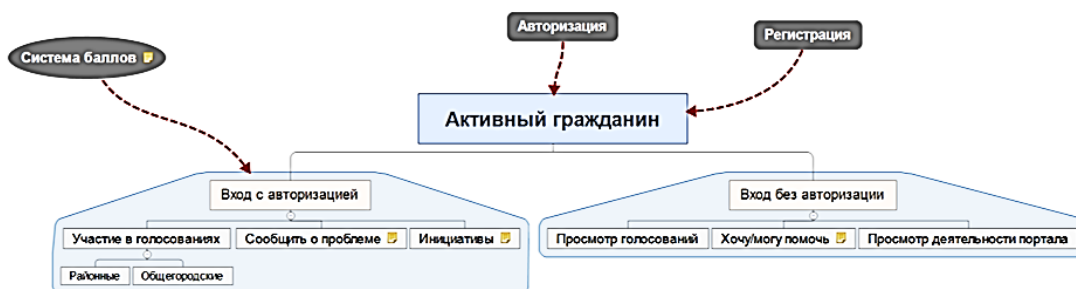 Авторизация
Регистрация
Система баллов
Активный гражданин
Вход с авторизацией
Вход без авторизации
Участие в голосованиях
Сообщить о проблеме
Инициативы
Просмотр голосований
Хочу/могу помочь
Просмотр деятельности портала
Районные
Общегородские